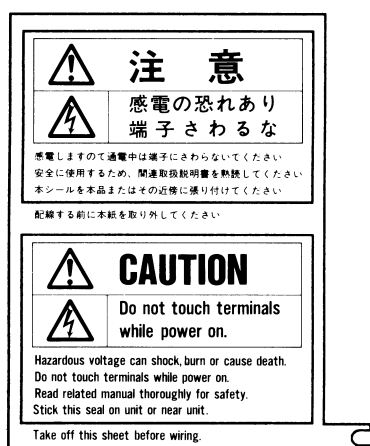 注 意
感電の恐れあり
端子さわるな
感電しますので通電中は端子にさわらないてください
安全に使用するため、関連取扱説明書を熟読してください
本シールを本品またはその近傍に張り付けてください
配線する前に本紙を取り外してください
CAUTION
Do not touch terminals
while power on.
Hazardous voltage can shock, burn or cause death.
Do not touch terminals while power on.
Read related manual thoroughly for safety.
Stick this seal on unit or near unit.
Take off this sheet before wiring.